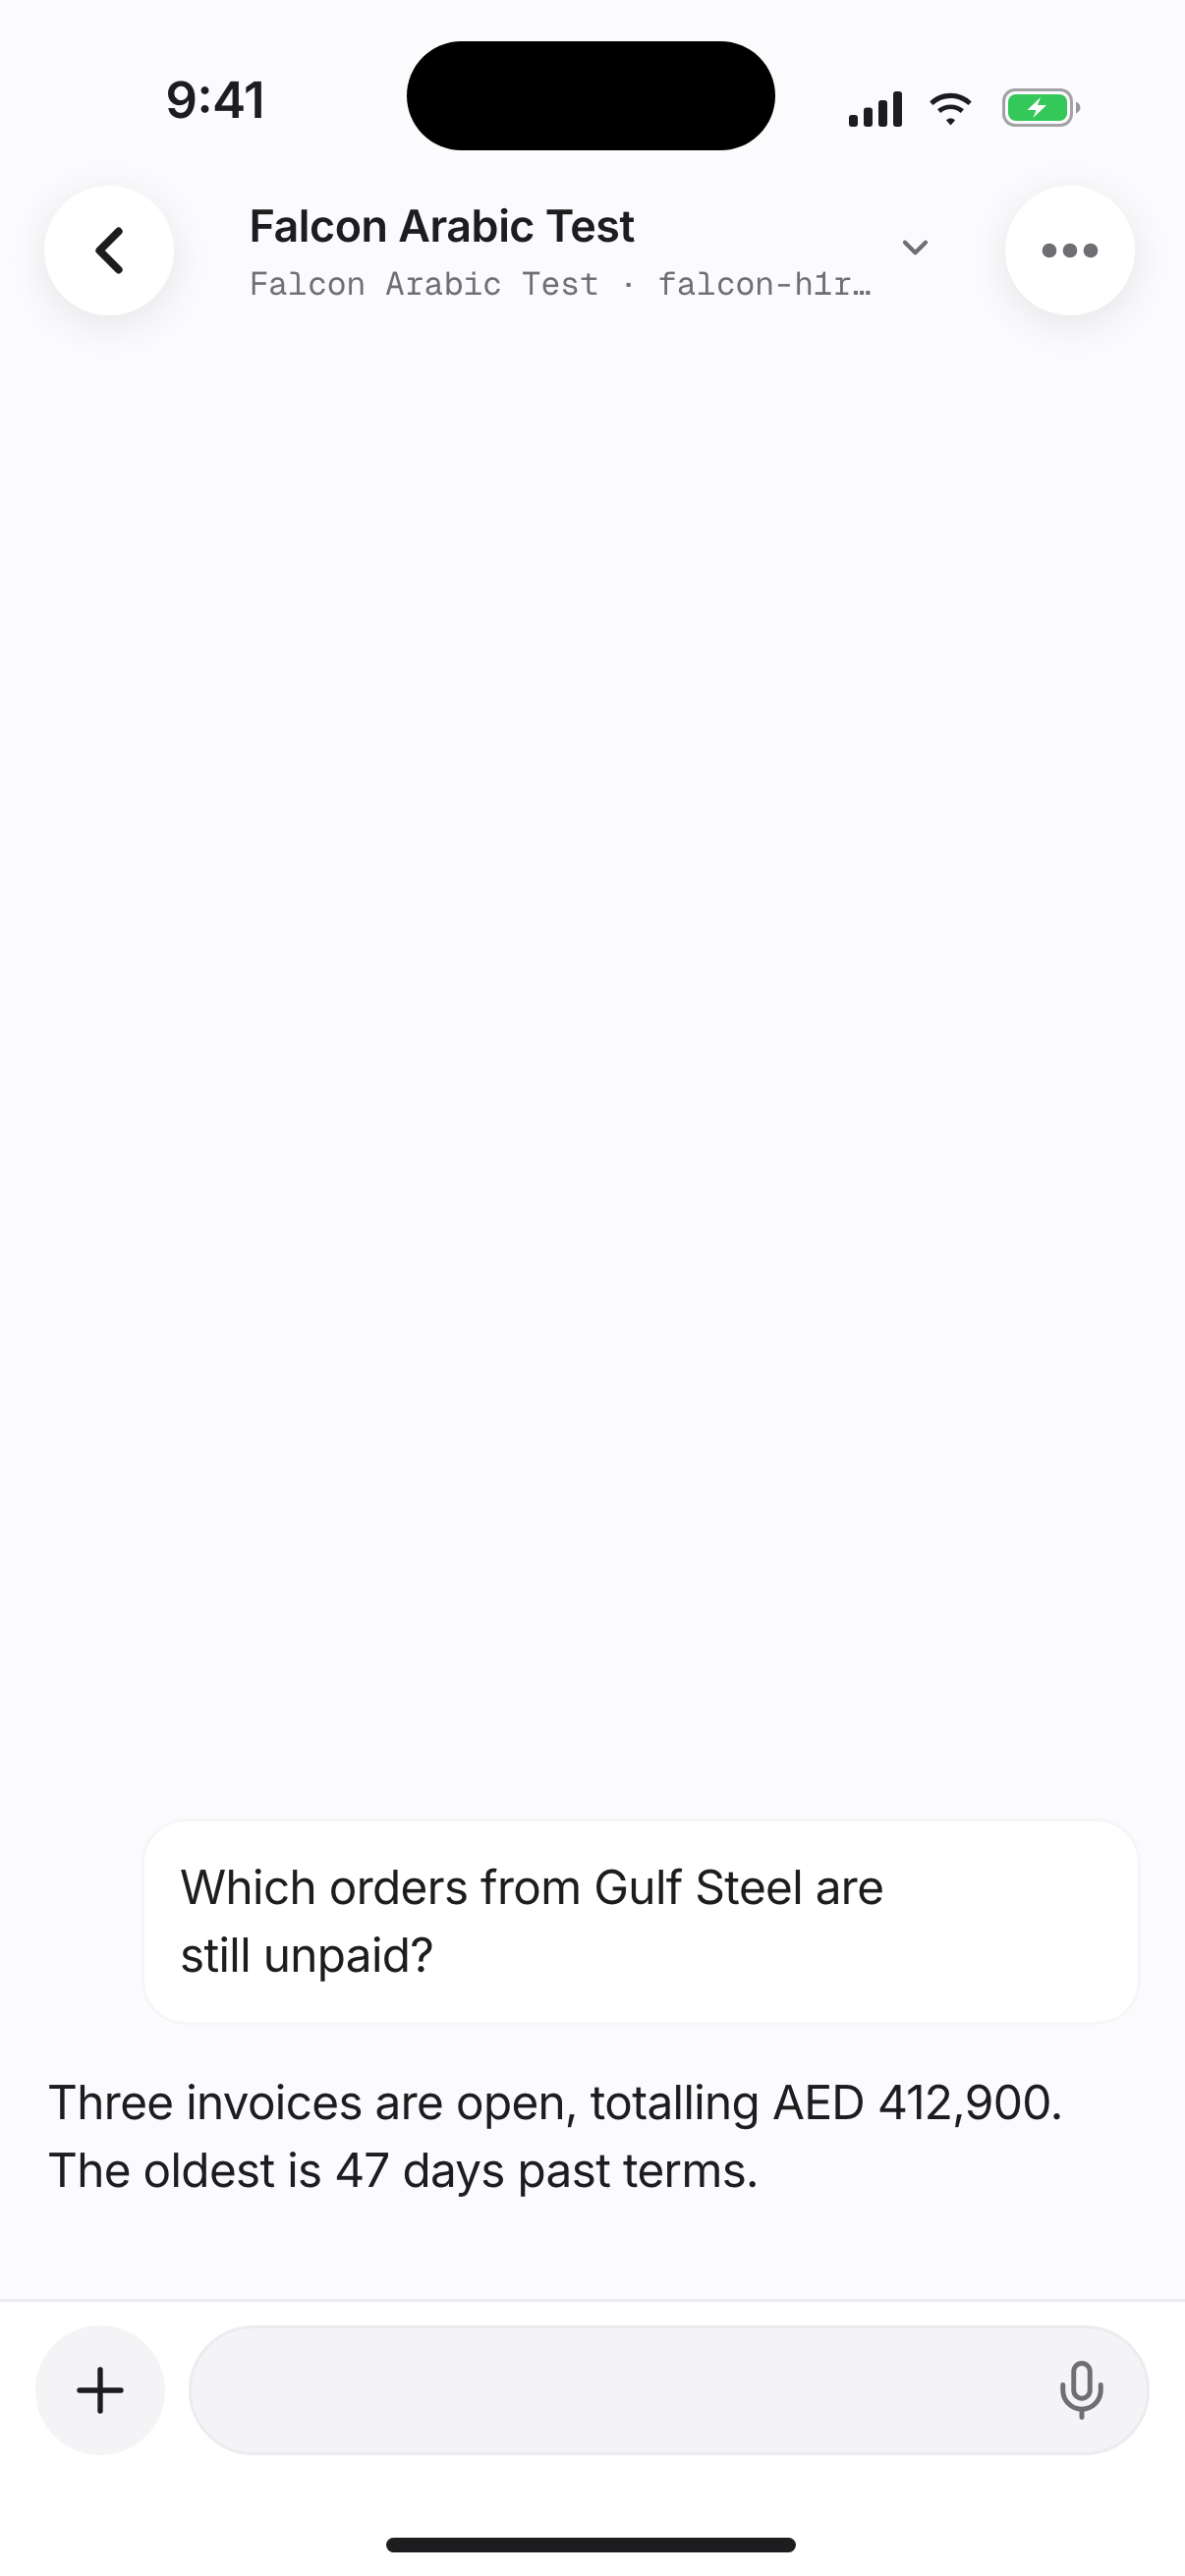 9:41
Falcon Arabic Test
Falcon Arabic Test · falcon-h1r…
Which orders from Gulf Steel are
still unpaid?
Three invoices are open, totalling AED 412,900.
The oldest is 47 days past terms.